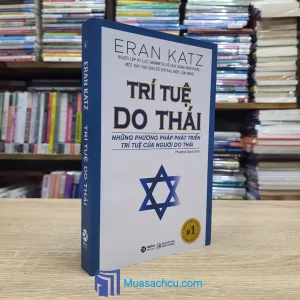 ERAN KATZ
TRÍ TUỆ
DO THÁI
NHỮNG PHƯƠNG PHÁP PHÁT TRIỂN
TRÍ TUỆ CỦA NGƯỜI DO THÁI
#1
ERAN KATZ
TRÍ TUỆ DO THÁI
Muasachcu.com